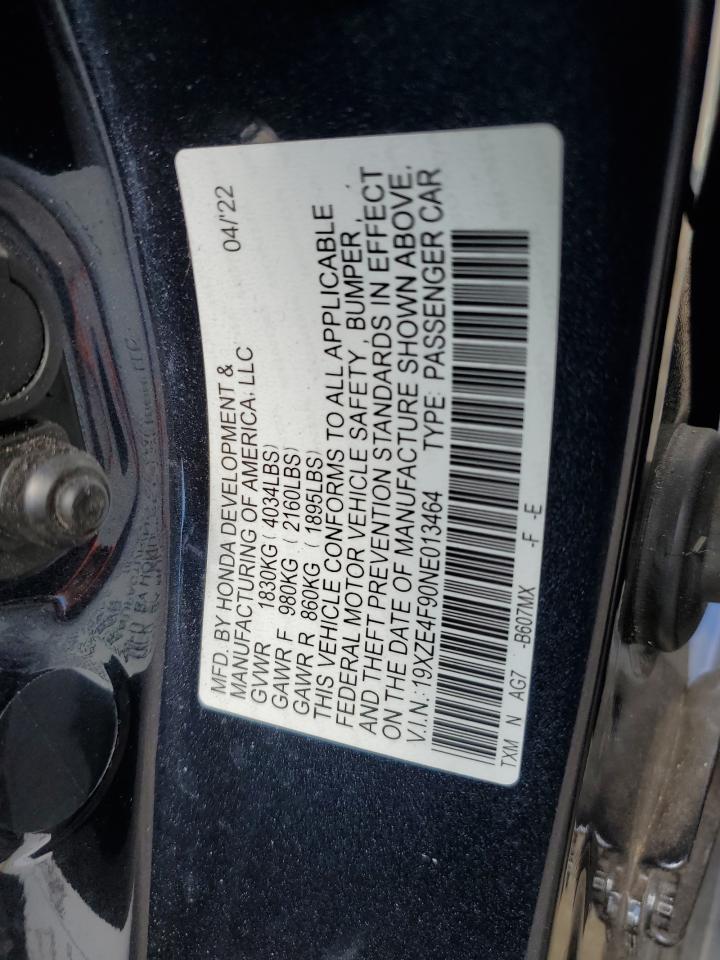 MFD. BY HONDA DEVELOPMENT & 04/'22
MANUFACTURING OF AMERICA, LLC
GVWR 1830KG ( 4034LBS)
GAWR F 980KG ( 2160LBS)
GAWR R 860KG ( 1895LBS)
THIS VEHICLE CONFORMS TO ALL APPLICABLE
FEDERAL MOTOR VEHICLE SAFETY, BUMPER,
AND THEFT PREVENTION STANDARDS IN EFFECT
ON THE DATE OF MANUFACTURE SHOWN ABOVE.
V.I.N.: 19XZE4F90NE013464 TYPE: PASSENGER CAR
TXM N AG7 -B607MX -F -E